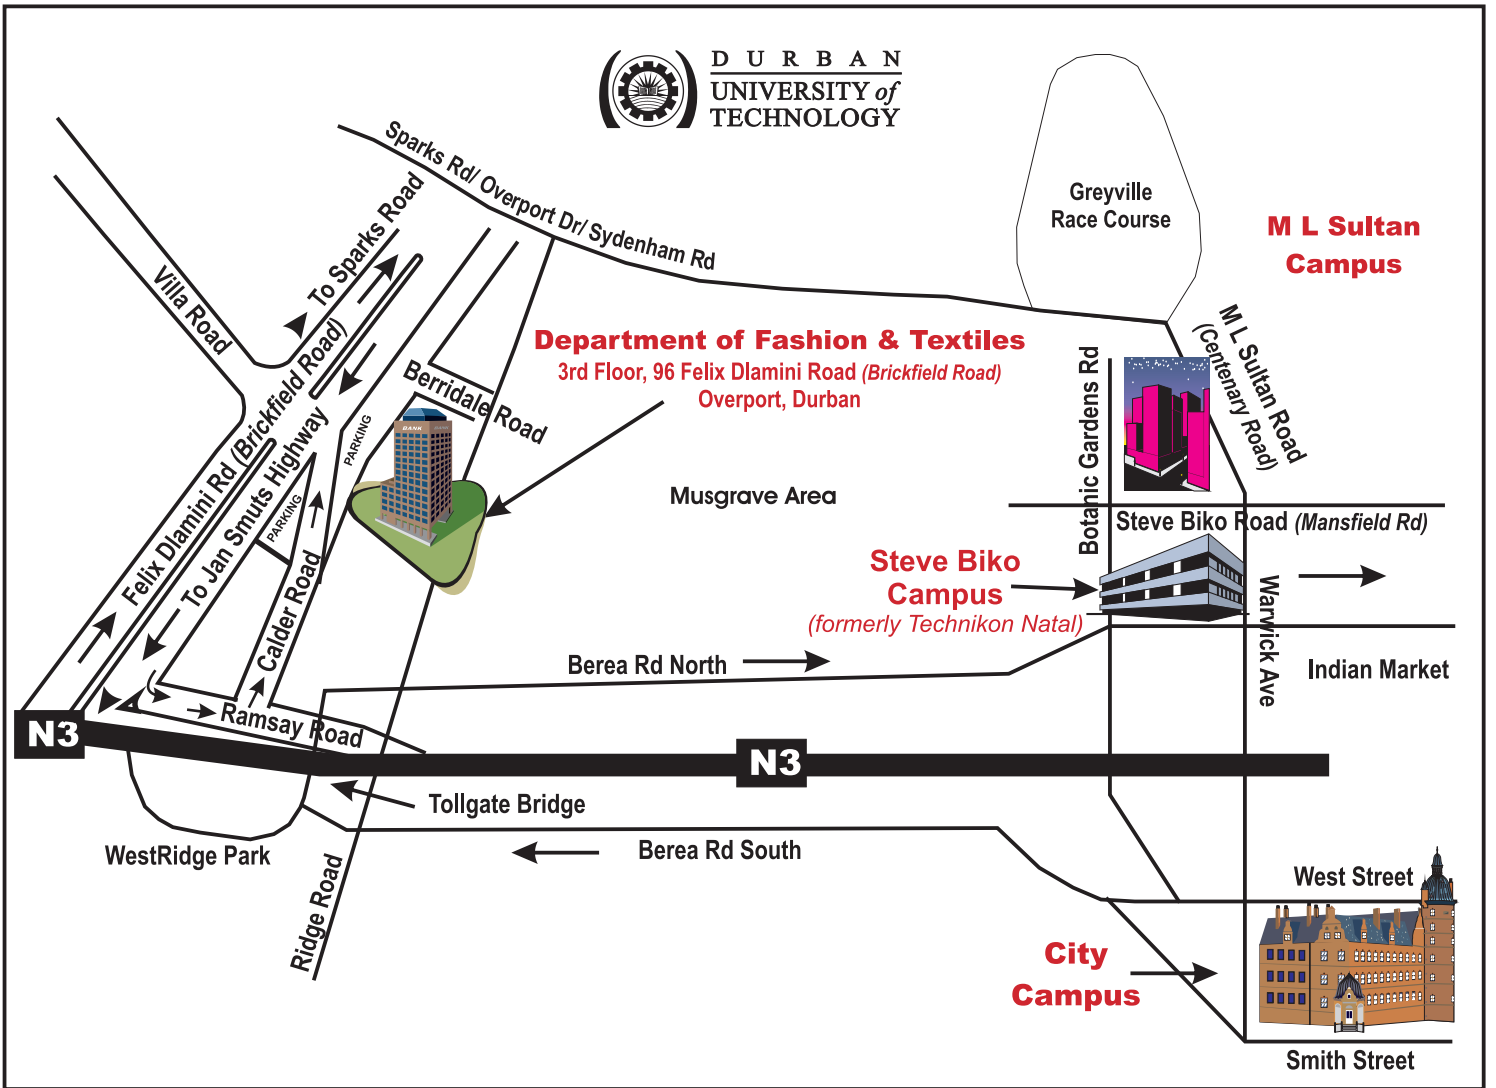 DURBAN
UNIVERSITY of
TECHNOLOGY
Sparks Rd/ Overport Dr/ Sydenham Rd
To Sparks Road
Villa Road
Greyville
Race Course
M L Sultan
Campus
M L Sultan Road
(Centenary Road)
Department of Fashion & Textiles
3rd Floor, 96 Felix Dlamini Road (Brickfield Road)
Overport, Durban
Berridale Road
BANK
PARKING
Felix Dlamini Rd (Brickfield Road)
To Jan Smuts Highway
PARKING
Calder Road
Musgrave Area
Botanic Gardens Rd
Steve Biko Road (Mansfield Rd)
Steve Biko
Campus
(formerly Technikon Natal)
Warwick Ave
Berea Rd North
Indian Market
Ramsay Road
N3
N3
Tollgate Bridge
WestRidge Park
Berea Rd South
Ridge Road
West Street
City
Campus
Smith Street